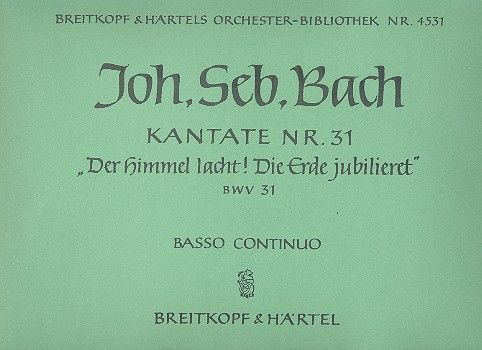 BREITKOPF & HÄRTELS ORCHESTER-BIBLIOTHEK NR. 4531
Joh. Seb. Bach
KANTATE NR. 31
„Der Himmel lacht! Die Erde jubilieret"
BWV 31
BASSO CONTINUO
BREITKOPF & HÄRTEL